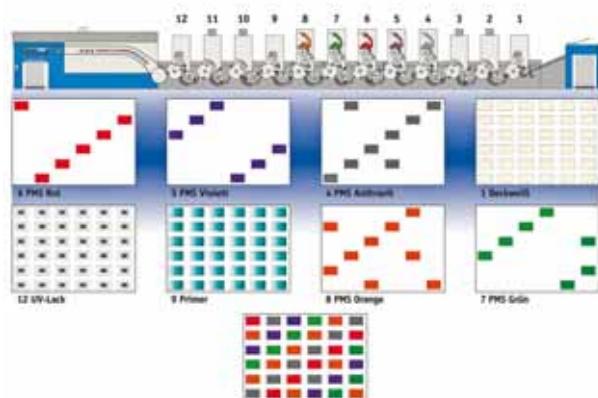 12 11 10 9 8 7 6 5 4 3 2 1
6 PMS Rot
5 PMS Violett
4 PMS Anthrazit
1 Deckweiß
12 UV-Lack
9 Primer
8 PMS Orange
7 PMS Grün